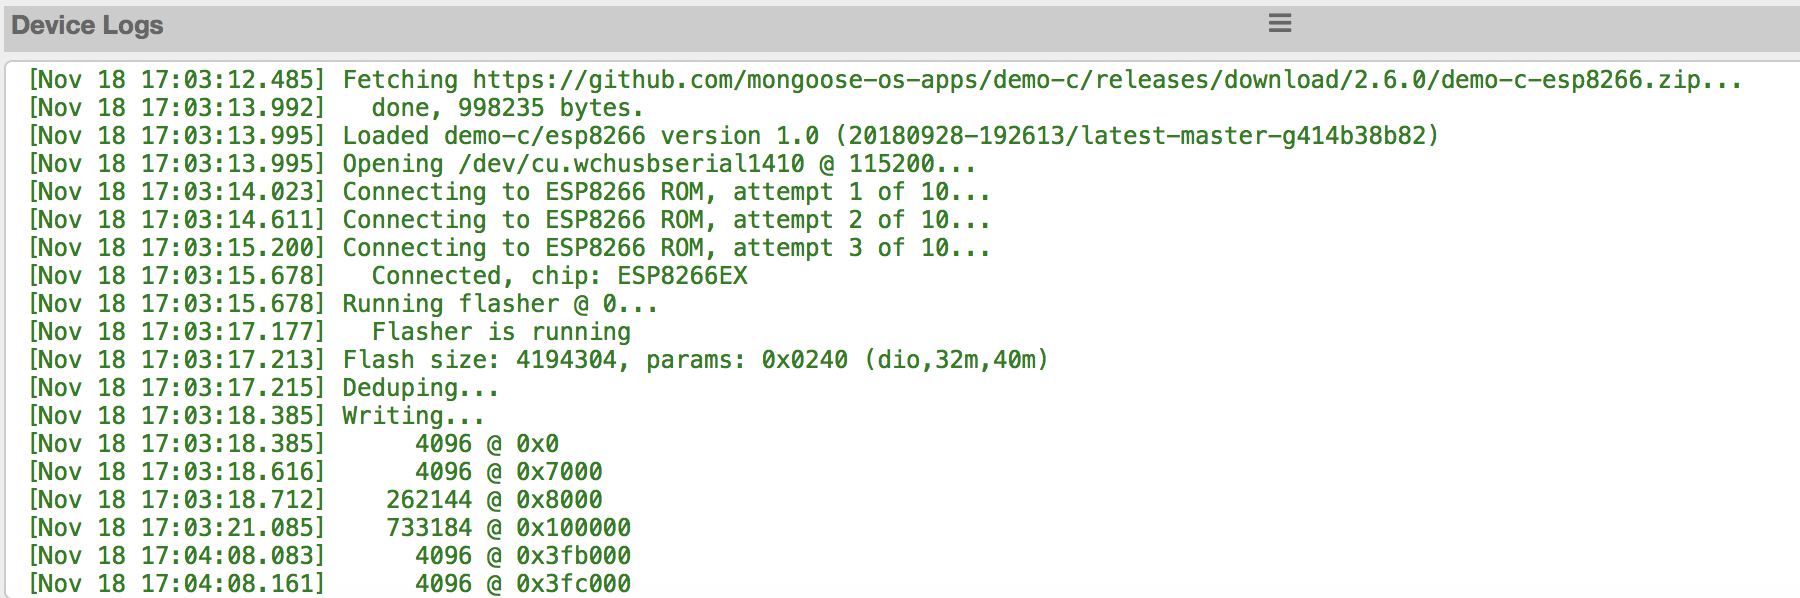 Device Logs
[Nov 18 17:03:12.485] Fetching https://github.com/mongoose-os-apps/demo-c/releases/download/2.6.0/demo-c-esp8266.zip...
[Nov 18 17:03:13.992]   done, 998235 bytes.
[Nov 18 17:03:13.995] Loaded demo-c/esp8266 version 1.0 (20180928-192613/latest-master-g414b38b82)
[Nov 18 17:03:13.995] Opening /dev/cu.wchusbserial1410 @ 115200...
[Nov 18 17:03:14.023] Connecting to ESP8266 ROM, attempt 1 of 10...
[Nov 18 17:03:14.611] Connecting to ESP8266 ROM, attempt 2 of 10...
[Nov 18 17:03:15.200] Connecting to ESP8266 ROM, attempt 3 of 10...
[Nov 18 17:03:15.678]   Connected, chip: ESP8266EX
[Nov 18 17:03:15.678] Running flasher @ 0...
[Nov 18 17:03:17.177]   Flasher is running
[Nov 18 17:03:17.213] Flash size: 4194304, params: 0x0240 (dio,32m,40m)
[Nov 18 17:03:17.215] Deduping...
[Nov 18 17:03:18.385] Writing...
[Nov 18 17:03:18.385]      4096 @ 0x0
[Nov 18 17:03:18.616]      4096 @ 0x7000
[Nov 18 17:03:18.712]    262144 @ 0x8000
[Nov 18 17:03:21.085]    733184 @ 0x100000
[Nov 18 17:04:08.083]      4096 @ 0x3fb000
[Nov 18 17:04:08.161]      4096 @ 0x3fc000